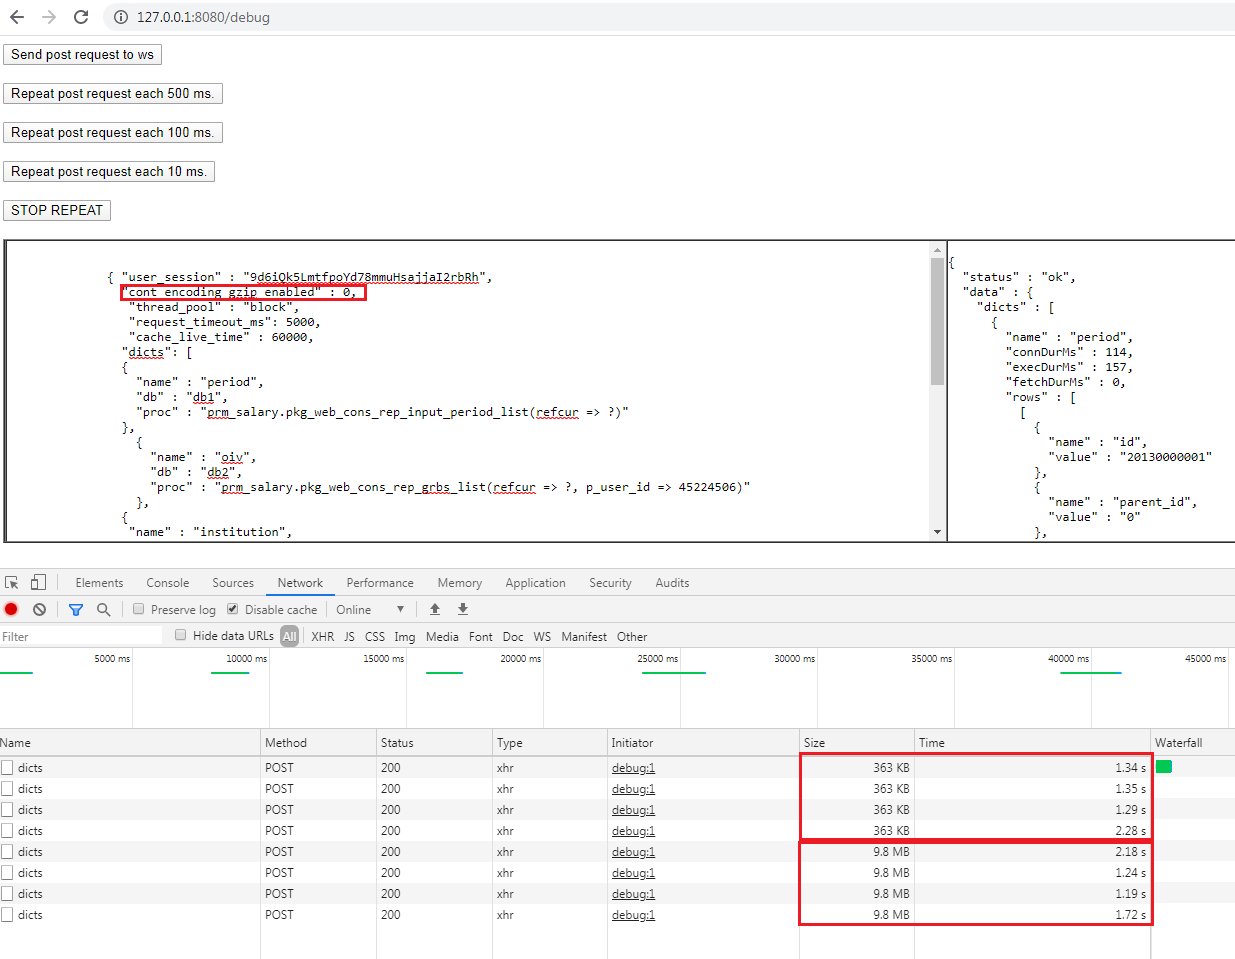 127.0.0.1:8080/debug
Send post request to ws
Repeat post request each 500 ms.
Repeat post request each 100 ms.
Repeat post request each 10 ms.
STOP REPEAT
{ "user_session" : "9d6iQk5LmtfpoYd78mmuHsajjaI2rbRh",
"cont_encoding_gzip_enabled" : 0,
"thread_pool" : "block",
"request_timeout_ms": 5000,
"cache_live_time" : 60000,
"dicts": [
{
"name" : "period",
"db" : "db1",
"proc" : "prm_salary.pkg_web_cons_rep_input_period_list(refcur => ?)"
},
{
"name" : "oiv",
"db" : "db2",
"proc" : "prm_salary.pkg_web_cons_rep_grbs_list(refcur => ?, p_user_id => 45224506)"
},
{
"name" : "institution",
{
"status" : "ok",
"data" : {
"dicts" : [
{
"name" : "period",
"connDurMs" : 114,
"execDurMs" : 157,
"fetchDurMs" : 0,
"rows" : [
[
{
"name" : "id",
"value" : "20130000001"
},
{
"name" : "parent_id",
"value" : "0"
},
Elements Console Sources Network Performance Memory Application Security Audits
Preserve log Disable cache Online
Filter Hide data URLs All XHR JS CSS Img Media Font Doc WS Manifest Other
5000 ms 10000 ms 15000 ms 20000 ms 25000 ms 30000 ms 35000 ms 40000 ms 45000 ms
Name Method Status Type Initiator Size Time Waterfall
dicts POST 200 xhr debug:1 363 KB 1.34 s
dicts POST 200 xhr debug:1 363 KB 1.35 s
dicts POST 200 xhr debug:1 363 KB 1.29 s
dicts POST 200 xhr debug:1 363 KB 2.28 s
dicts POST 200 xhr debug:1 9.8 MB 2.18 s
dicts POST 200 xhr debug:1 9.8 MB 1.24 s
dicts POST 200 xhr debug:1 9.8 MB 1.19 s
dicts POST 200 xhr debug:1 9.8 MB 1.72 s